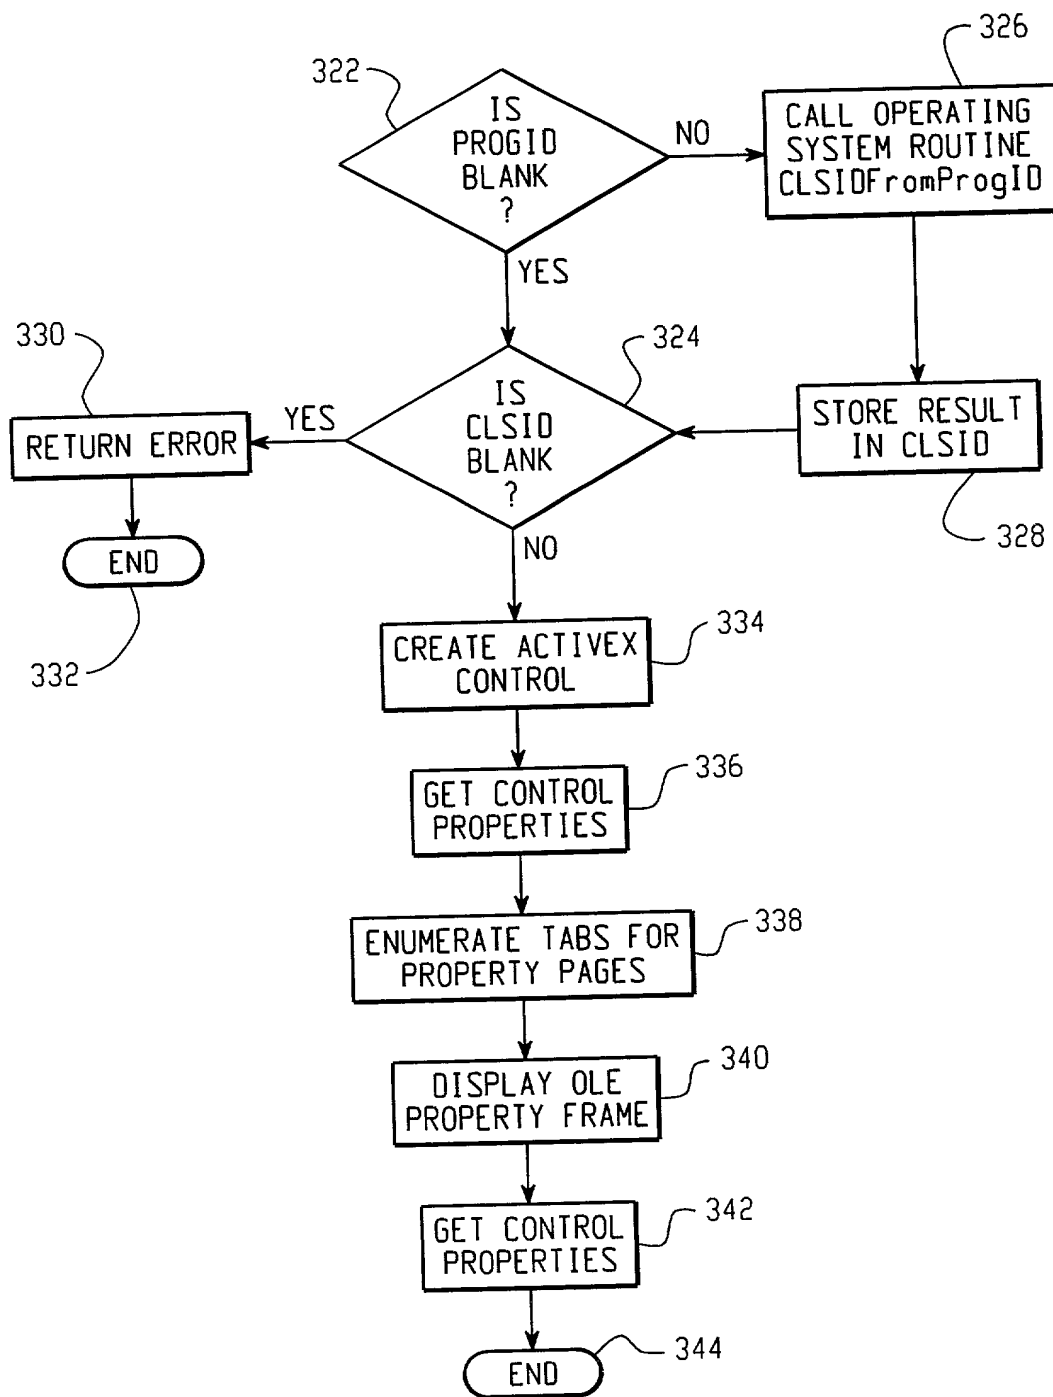 322
IS
PROGID
BLANK
?
NO
326
CALL OPERATING
SYSTEM ROUTINE
CLSIDFromProgID
YES
330
324
RETURN ERROR
YES
IS
CLSID
BLANK
?
STORE RESULT
IN CLSID
328
END
332
NO
CREATE ACTIVEX
CONTROL
334
GET CONTROL
PROPERTIES
336
ENUMERATE TABS FOR
PROPERTY PAGES
338
DISPLAY OLE
PROPERTY FRAME
340
GET CONTROL
PROPERTIES
342
END
344